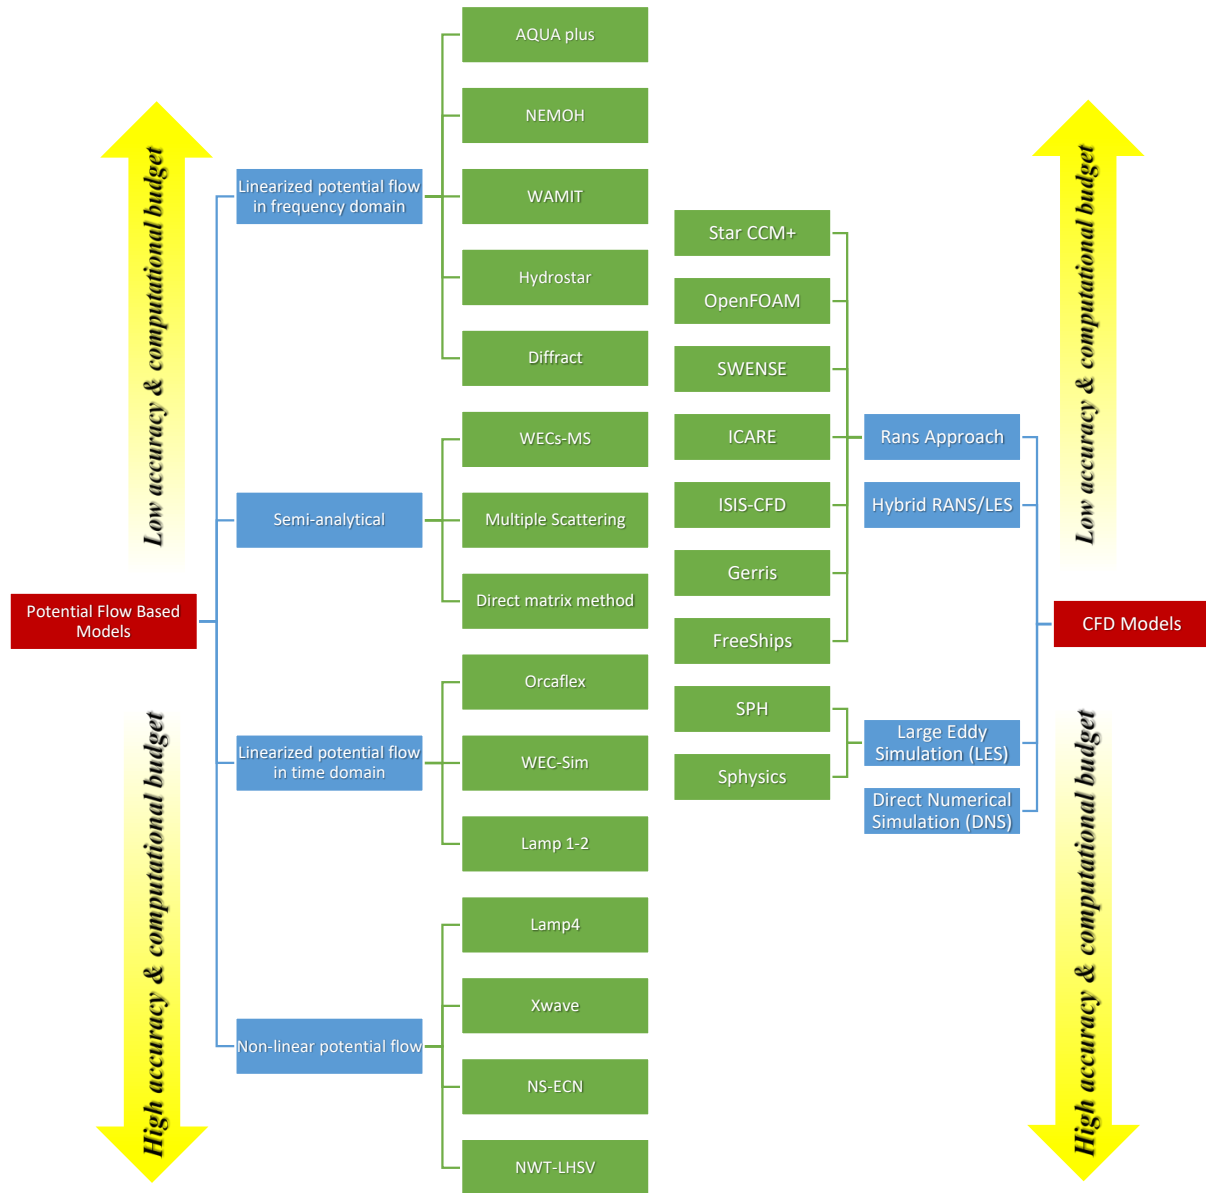 AQUA plus
NEMOH
WAMIT
Hydrostar
Diffract
WECs-MS
Multiple Scattering
Direct matrix method
Orcaflex
WEC-Sim
Lamp 1-2
Lamp4
Xwave
NS-ECN
NWT-LHSV
Linearized potential flow
in frequency domain
Semi-analytical
Linearized potential flow
in time domain
Non-linear potential flow
Potential Flow Based
Models
Low accuracy & computational budget
High accuracy & computational budget
Star CCM+
OpenFOAM
SWENSE
ICARE
ISIS-CFD
Gerris
FreeShips
SPH
Sphysics
Rans Approach
Hybrid RANS/LES
Large Eddy
Simulation (LES)
Direct Numerical
Simulation (DNS)
CFD Models
Low accuracy & computational budget
High accuracy & computational budget